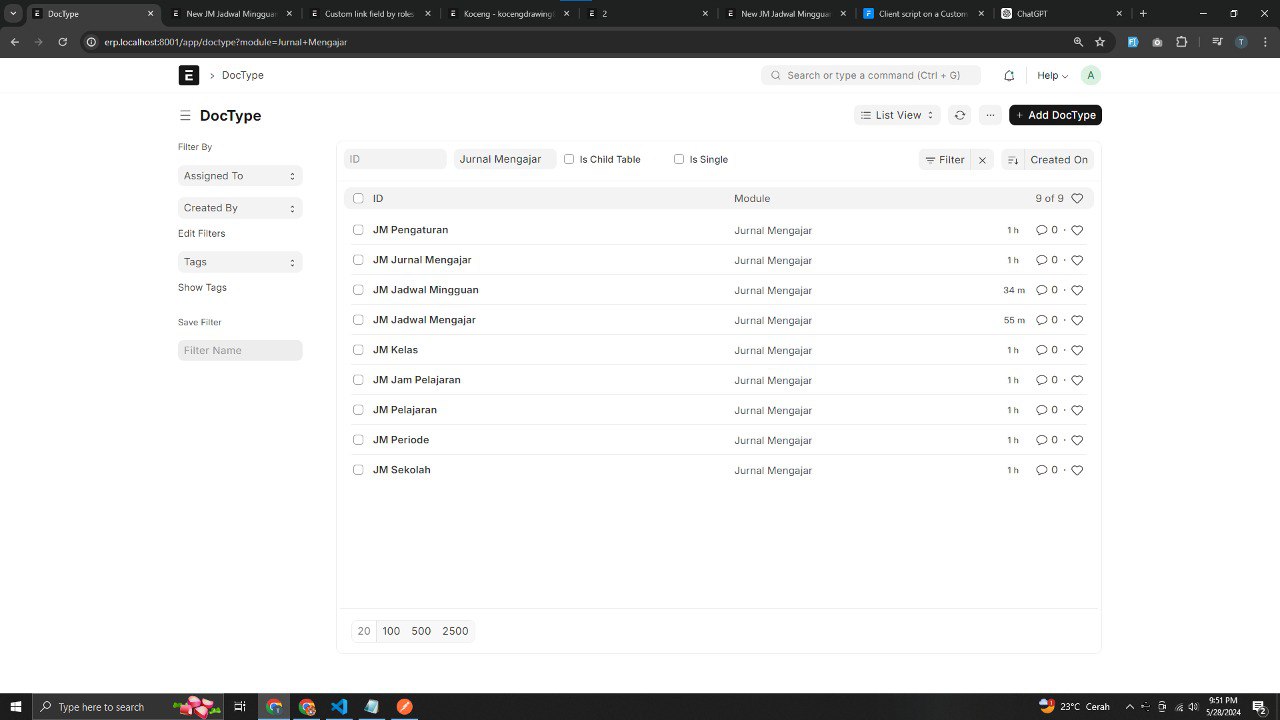 DocType
New JM Jadwal Mingguan
Custom link field by roles
Koceng - kocengdrawing
2
New JM Jadwal Mingguan
Client script on a Custom
ChatGPT
erp.localhost:8001/app/doctype?module=Jurnal+Mengajar
E
DocType
Search or type a command (Ctrl + G)
Help
A
DocType
List View
Add DocType
Filter By
Assigned To
Created By
Edit Filters
Tags
Show Tags
Save Filter
Filter Name
ID
Jurnal Mengajar
Is Child Table
Is Single
Filter
Created On
ID Module 9 of 9
JM Pengaturan Jurnal Mengajar 1 h 0
JM Jurnal Mengajar Jurnal Mengajar 1 h 0
JM Jadwal Mingguan Jurnal Mengajar 34 m 0
JM Jadwal Mengajar Jurnal Mengajar 55 m 0
JM Kelas Jurnal Mengajar 1 h 0
JM Jam Pelajaran Jurnal Mengajar 1 h 0
JM Pelajaran Jurnal Mengajar 1 h 0
JM Periode Jurnal Mengajar 1 h 0
JM Sekolah Jurnal Mengajar 1 h 0
20 100 500 2500
Type here to search
23°C Cerah
9:51 PM
5/28/2024
2